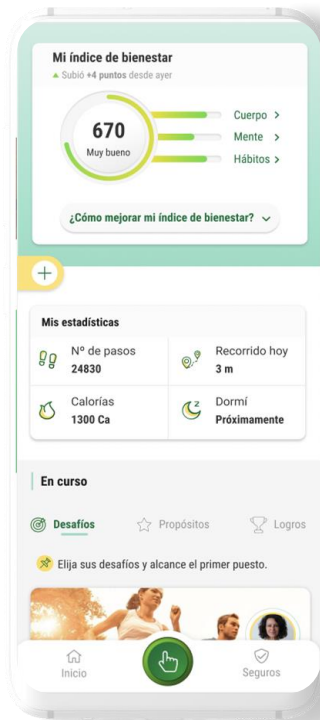 Mi índice de bienestar
Subió +4 puntos desde ayer
670
Muy bueno
Cuerpo >
Mente >
Hábitos >
¿Cómo mejorar mi índice de bienestar?
Mis estadísticas
Nº de pasos
24830
Recorrido hoy
3 m
Calorías
1300 Ca
Dormí
Próximamente
En curso
Desafíos
Propósitos
Logros
Elija sus desafíos y alcance el primer puesto.
Inicio
Seguros